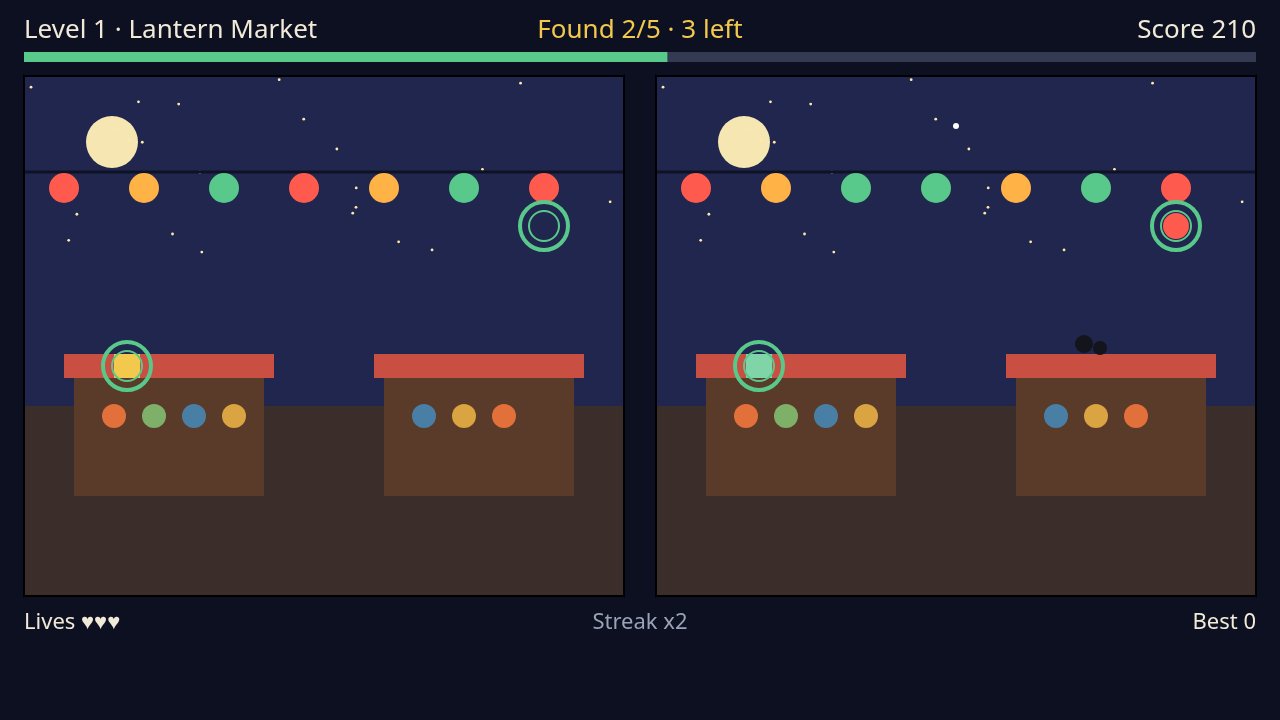 Level 1 · Lantern Market
Found 2/5 · 3 left
Score 210
Lives ♥♥♥
Streak x2
Best 0